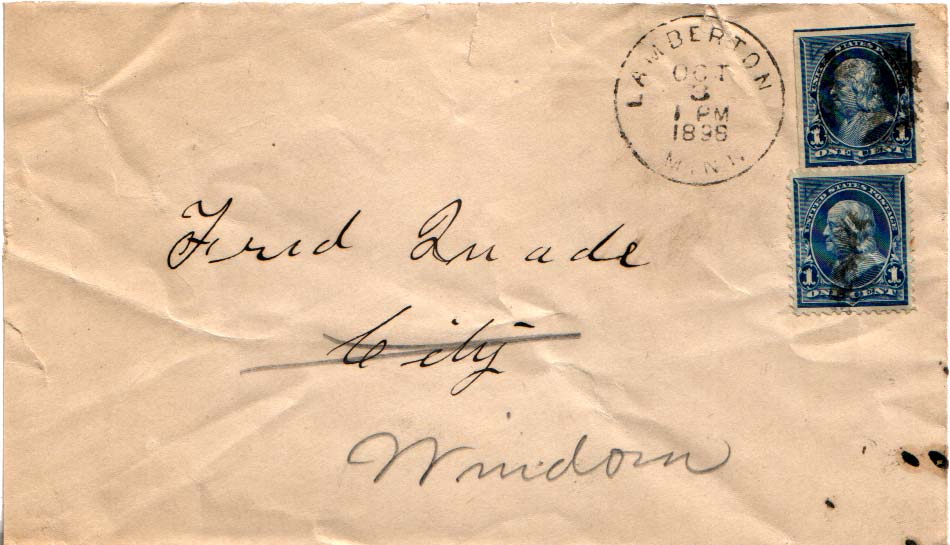 LAMBERTON
OCT
3
1 PM
1898
MINN.
UNITED STATES POSTAGE
1 1
ONE CENT
UNITED STATES POSTAGE
1 1
ONE CENT
Fred Quade
City
Windom